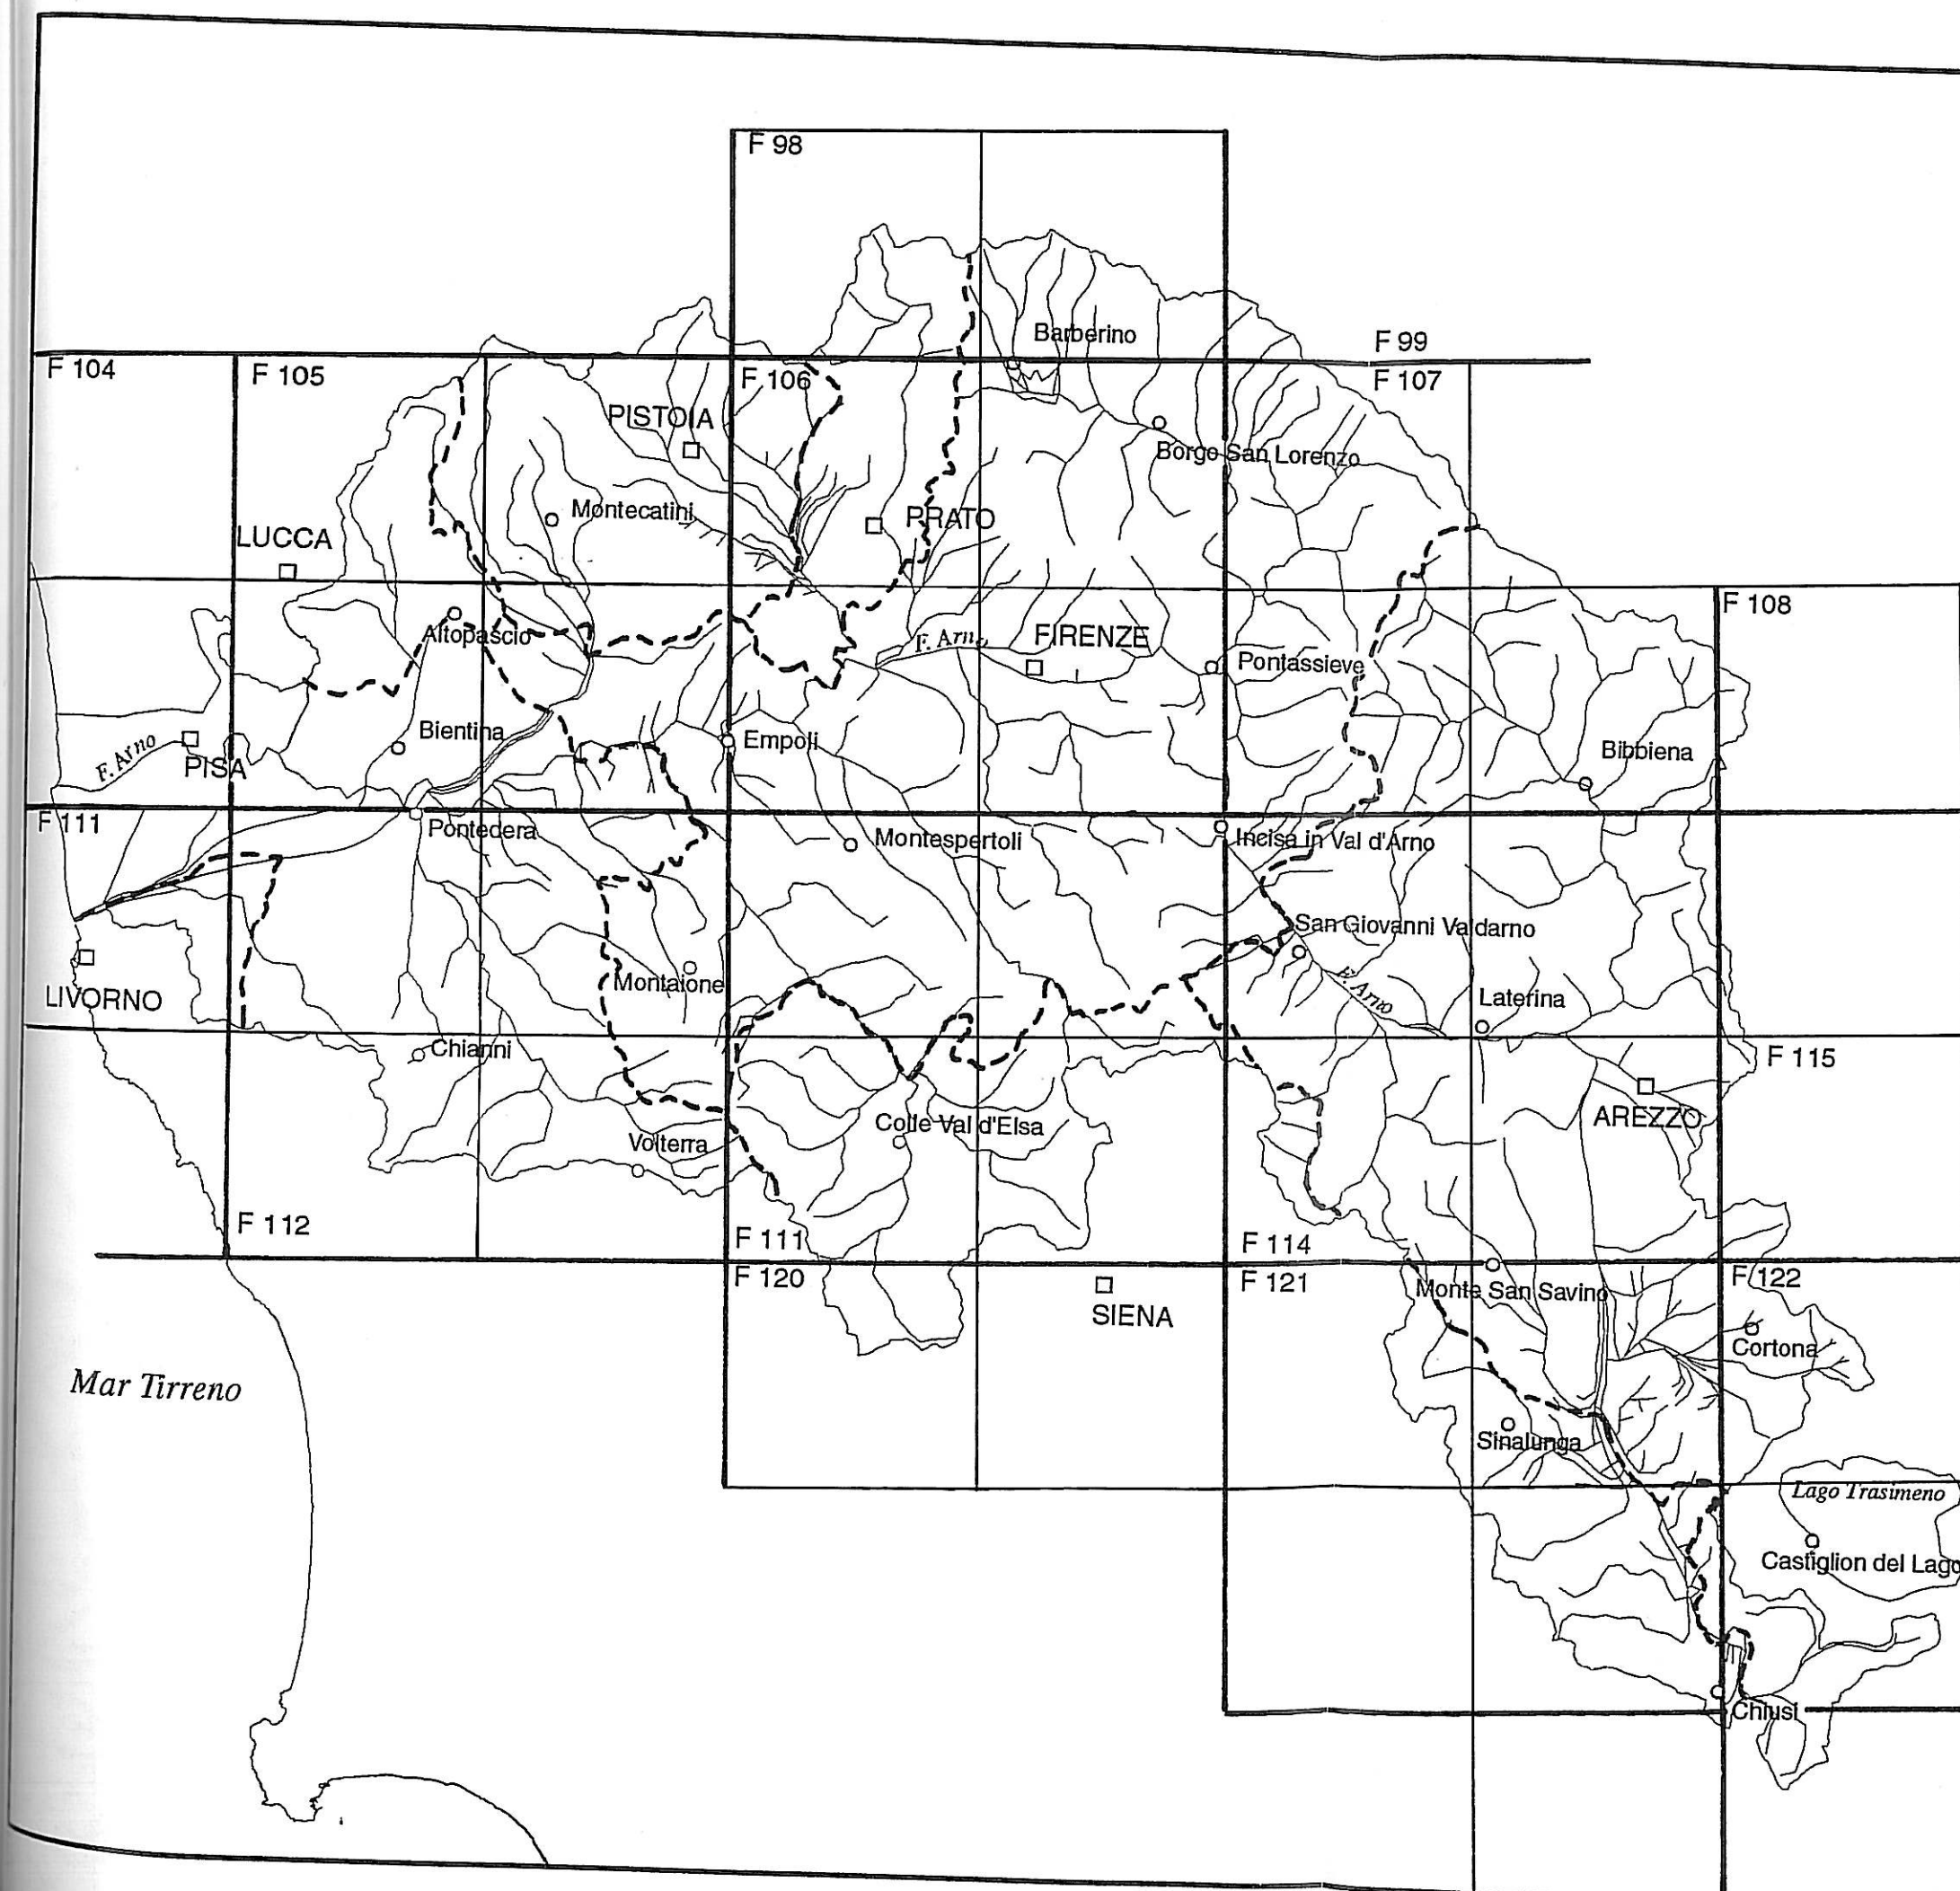 F 98
Barberino
F 99
F 104
F 105
F 106
F 107
PISTOIA
Borgo San Lorenzo
Montecatini
PRATO
LUCCA
F 108
Altopascio
F. Arno
FIRENZE
Pontassieve
Bientina
Empoli
Bibbiena
F. Arno
PISA
F 111
Pontedera
Montespertoli
Incisa in Val d'Arno
San Giovanni Valdarno
Montaione
F. Arno
LIVORNO
Laterina
Chianni
F 115
AREZZO
Colle Val d'Elsa
Volterra
F 112
F 111
F 114
F 120
F 121
F 122
Monte San Savino
SIENA
Cortona
Mar Tirreno
Sinalunga
Lago Trasimeno
Castiglion del Lago
Chiusi